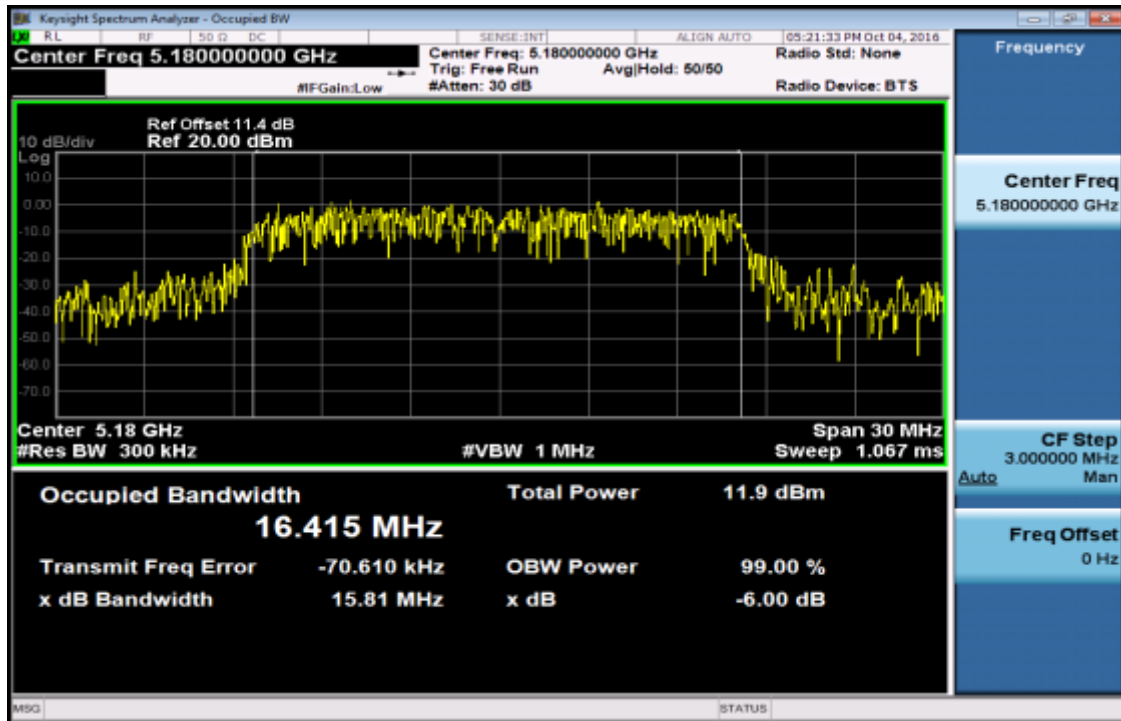 Keysight Spectrum Analyzer - Occupied BW
RL RF 50 Ω DC SENSE:INT ALIGN AUTO 05:21:33 PM Oct 04, 2016
Center Freq 5.180000000 GHz
Center Freq: 5.180000000 GHz
Radio Std: None
Trig: Free Run Avg|Hold: 50/50
#IFGain:Low
#Atten: 30 dB
Radio Device: BTS
Ref Offset 11.4 dB
10 dB/div Ref 20.00 dBm
Log
10.0
0.00
-10.0
-20.0
-30.0
-40.0
-50.0
-60.0
-70.0
Center 5.18 GHz Span 30 MHz
#Res BW 300 kHz #VBW 1 MHz Sweep 1.067 ms
Occupied Bandwidth Total Power 11.9 dBm
16.415 MHz
Transmit Freq Error -70.610 kHz OBW Power 99.00 %
x dB Bandwidth 15.81 MHz x dB -6.00 dB
MSG STATUS
Frequency
Center Freq
5.180000000 GHz
CF Step
3.000000 MHz
Auto Man
Freq Offset
0 Hz